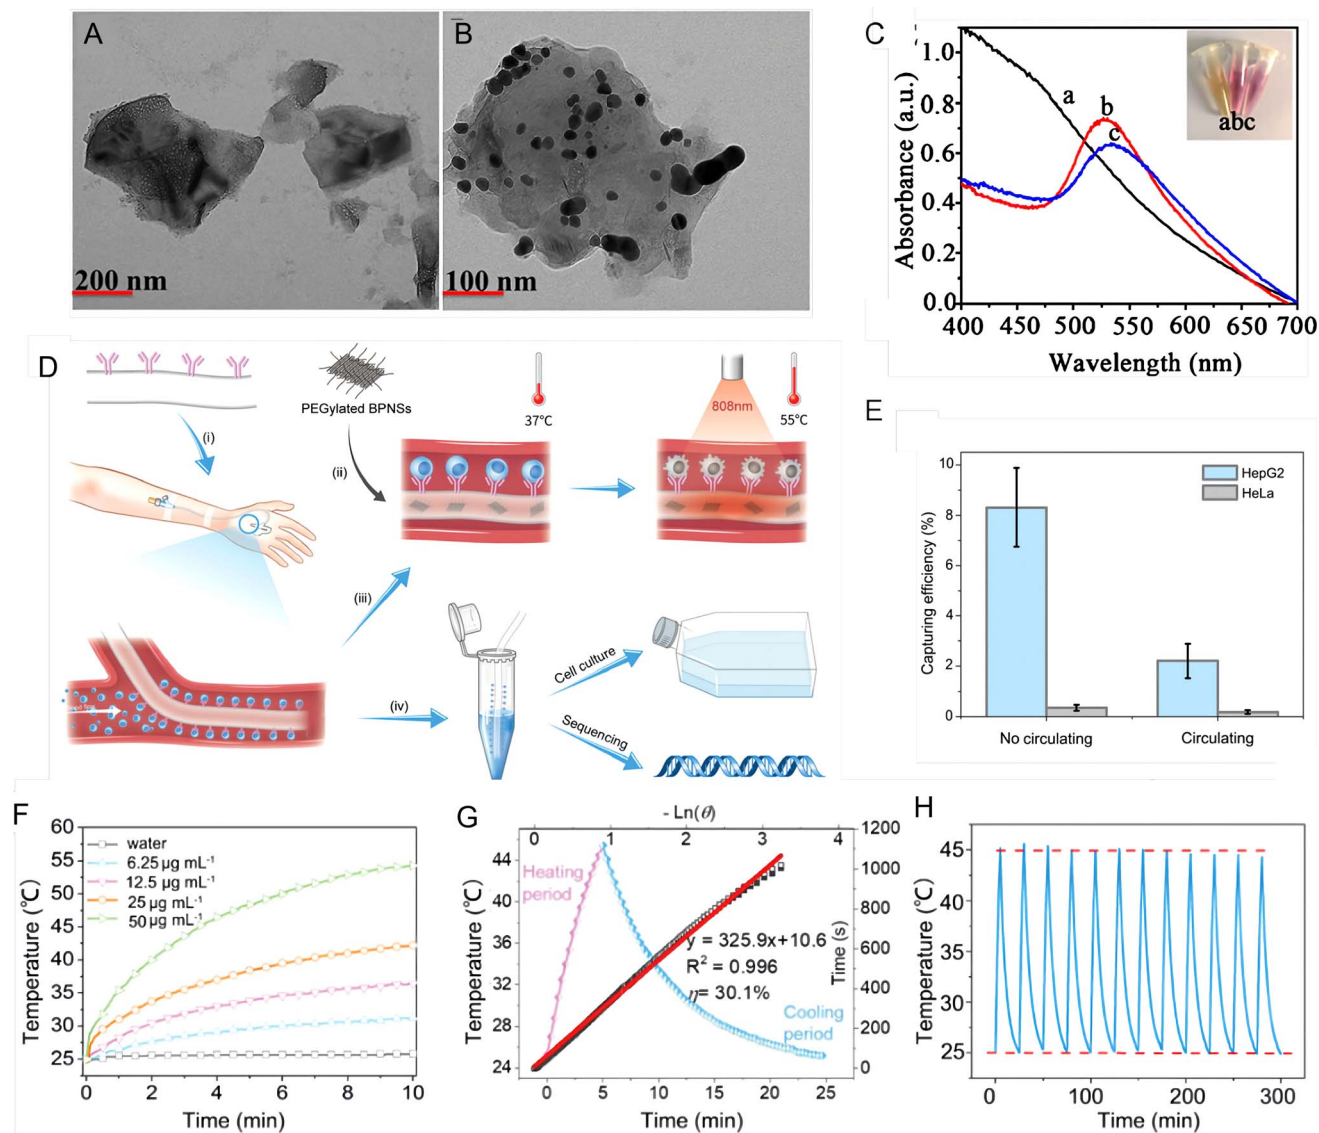 A
200 nm
B
100 nm
C
Absorbance (a.u.)
1.0
0.8
0.6
0.4
0.2
0.0
a
b
c
abc
400 450 500 550 600 650 700
Wavelength (nm)
D
(i)
PEGylated BPNSs
(ii)
37℃
808nm
55℃
(iii)
(iv)
Cell culture
Sequencing
E
Capturing efficiency (%)
10
8
6
4
2
0
HepG2
HeLa
No circulating
Circulating
F
Temperature (℃)
60
55
50
45
40
35
30
25
water
6.25 µg mL⁻¹
12.5 µg mL⁻¹
25 µg mL⁻¹
50 µg mL⁻¹
0 2 4 6 8 10
Time (min)
G
- Ln(θ)
0 1 2 3 4
Temperature (℃)
44
40
36
32
28
24
Heating
period
y = 325.9x+10.6
R² = 0.996
η= 30.1%
Cooling
period
1200
1000
800
600
400
200
0
Time (s)
0 5 10 15 20 25
Time (min)
H
Temperature (℃)
45
40
35
30
25
0 100 200 300
Time (min)